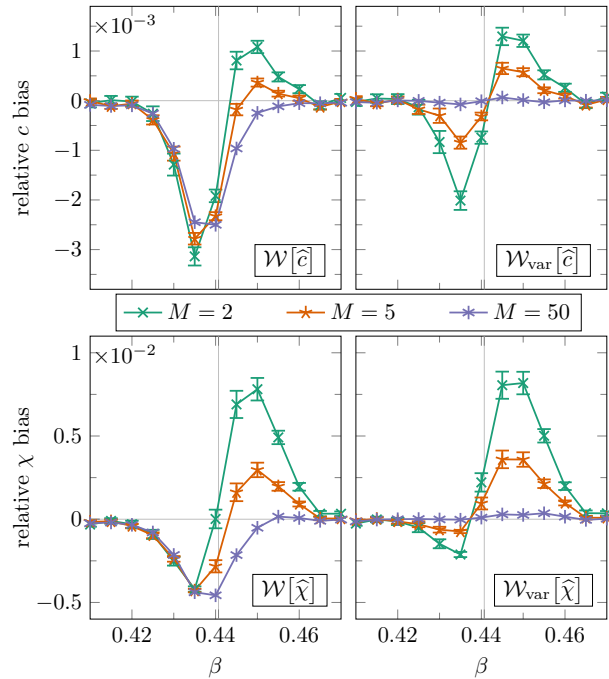 ×10⁻³
relative c bias
1
0
−1
−2
−3
𝒲[ĉ]
𝒲var[ĉ]
M = 2 M = 5 M = 50
×10⁻²
relative χ bias
1
0.5
0
−0.5
𝒲[χ̂]
𝒲var[χ̂]
0.42 0.44 0.46 0.42 0.44 0.46
β β